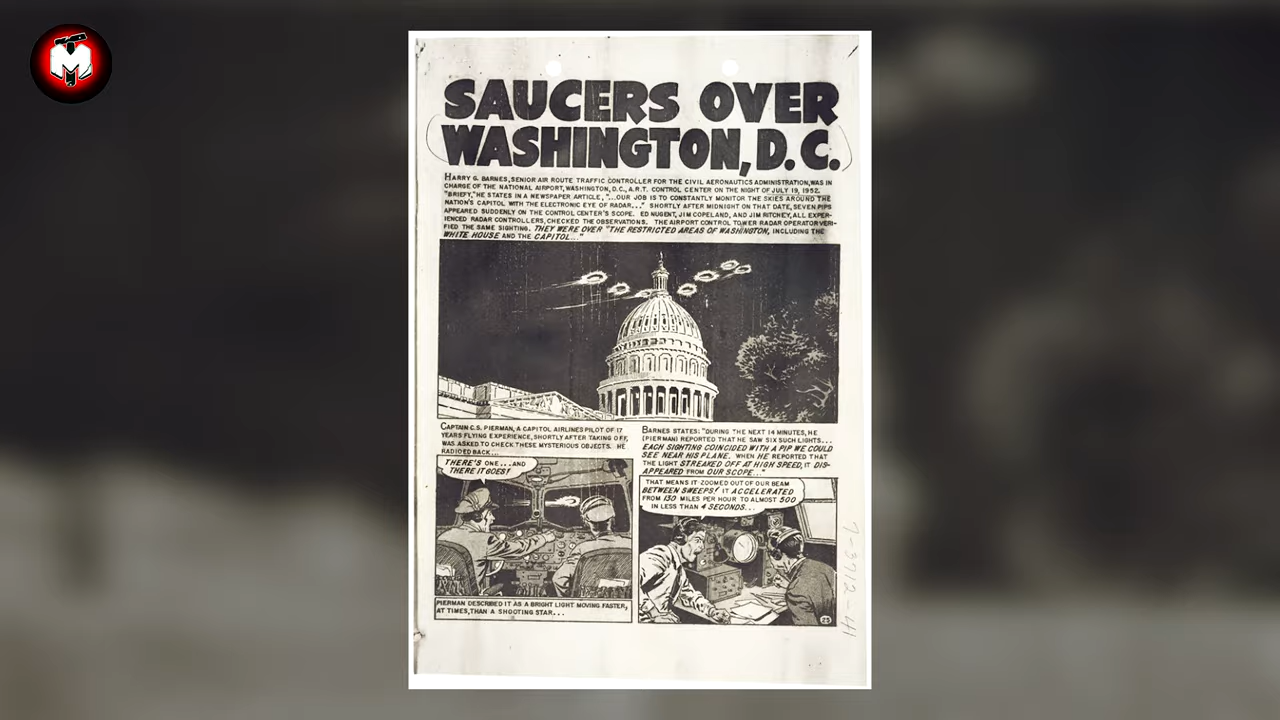 M
SAUCERS OVER
WASHINGTON, D.C.
HARRY G. BARNES, SENIOR AIR ROUTE TRAFFIC CONTROLLER FOR THE CIVIL AERONAUTICS ADMINISTRATION, WAS IN
CHARGE OF THE NATIONAL AIRPORT, WASHINGTON, D.C., A.R.T. CONTROL CENTER ON THE NIGHT OF JULY 19, 1952.
"BRIEFY," HE STATES IN A NEWSPAPER ARTICLE, "...OUR JOB IS TO CONSTANTLY MONITOR THE SKIES AROUND THE
NATION'S CAPITOL WITH THE ELECTRONIC EYE OF RADAR..." SHORTLY AFTER MIDNIGHT ON THAT DATE, SEVEN PIPS
APPEARED SUDDENLY ON THE CONTROL CENTER'S SCOPE. ED NUGENT, JIM COPELAND, AND JIM RITCHEY, ALL EXPER-
IENCED RADAR CONTROLLERS, CHECKED THE OBSERVATIONS. THE AIRPORT CONTROL TOWER RADAR OPERATOR VERI-
FIED THE SAME SIGHTING. THEY WERE OVER "THE RESTRICTED AREAS OF WASHINGTON, INCLUDING THE
WHITE HOUSE AND THE CAPITOL..."
CAPTAIN C.S. PIERMAN, A CAPITOL AIRLINES PILOT OF 17
YEARS FLYING EXPERIENCE, SHORTLY AFTER TAKING OFF,
WAS ASKED TO CHECK THESE MYSTERIOUS OBJECTS. HE
RADIOED BACK...
THERE'S ONE...AND
THERE IT GOES!
PIERMAN DESCRIBED IT AS A BRIGHT LIGHT MOVING FASTER,
AT TIMES, THAN A SHOOTING STAR...
BARNES STATES: "DURING THE NEXT 14 MINUTES, HE
(PIERMAN) REPORTED THAT HE SAW SIX SUCH LIGHTS...
EACH SIGHTING COINCIDED WITH A PIP WE COULD
SEE NEAR HIS PLANE. WHEN HE REPORTED THAT
THE LIGHT STREAKED OFF AT HIGH SPEED, IT DIS-
APPEARED FROM OUR SCOPE..."
THAT MEANS IT ZOOMED OUT OF OUR BEAM
BETWEEN SWEEPS! IT ACCELERATED
FROM 130 MILES PER HOUR TO ALMOST 500
IN LESS THAN 4 SECONDS...
25
7-3712-41